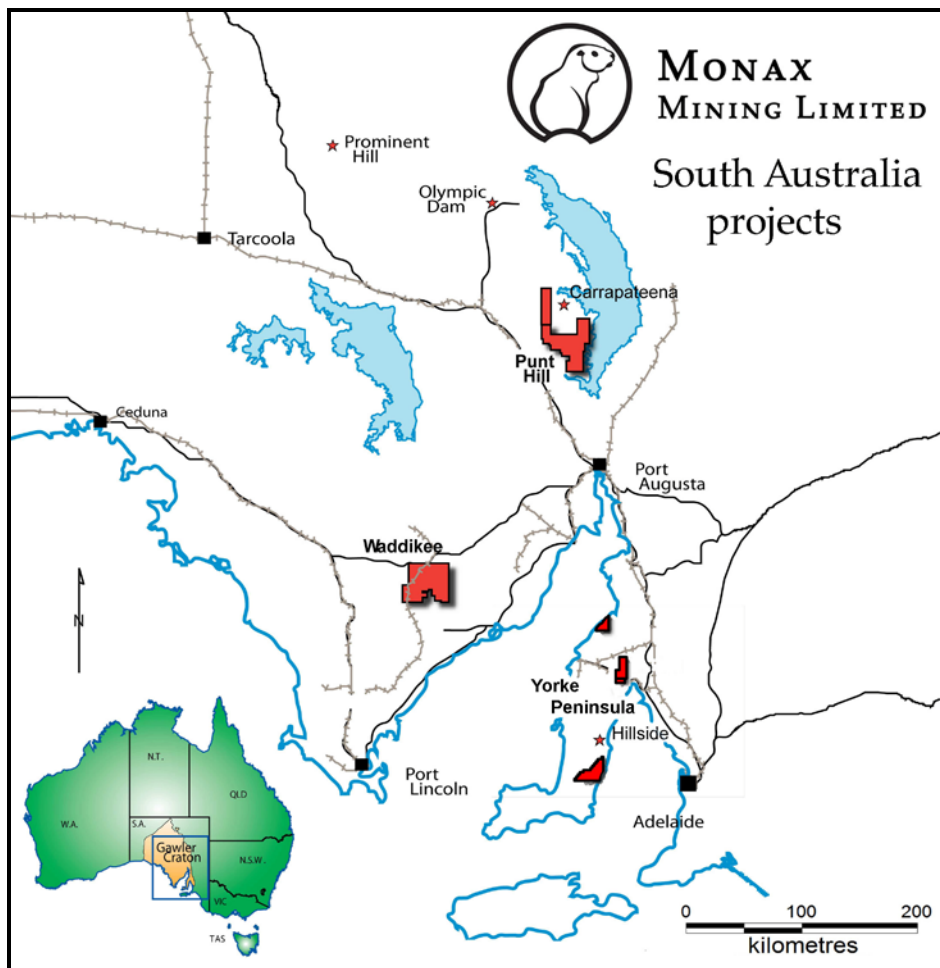 MONAX
MINING LIMITED
South Australia
projects
Prominent
Hill
Olympic
Dam
Tarcoola
Carrapateena
Punt
Hill
Ceduna
Port
Augusta
Waddikee
N
Yorke
Peninsula
Hillside
Port
Lincoln
Adelaide
N.T.
QLD
W.A.
S.A.
Gawler
Craton
N.S.W.
VIC
TAS
0 100 200
kilometres